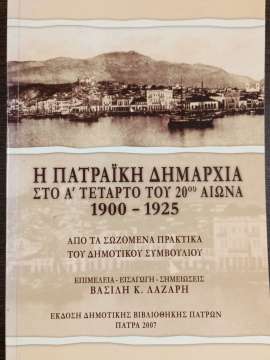 Η ΠΑΤΡΑΪΚΗ ΔΗΜΑΡΧΙΑ
ΣΤΟ Α΄ ΤΕΤΑΡΤΟ ΤΟΥ 20ου ΑΙΩΝΑ
1900 – 1925
ΑΠΟ ΤΑ ΣΩΖΟΜΕΝΑ ΠΡΑΚΤΙΚΑ
ΤΟΥ ΔΗΜΟΤΙΚΟΥ ΣΥΜΒΟΥΛΙΟΥ
ΕΠΙΜΕΛΕΙΑ - ΕΙΣΑΓΩΓΗ - ΣΗΜΕΙΩΣΕΙΣ
ΒΑΣΙΛΗ Κ. ΛΑΖΑΡΗ
ΕΚΔΟΣΗ ΔΗΜΟΤΙΚΗΣ ΒΙΒΛΙΟΘΗΚΗΣ ΠΑΤΡΩΝ
ΠΑΤΡΑ 2007